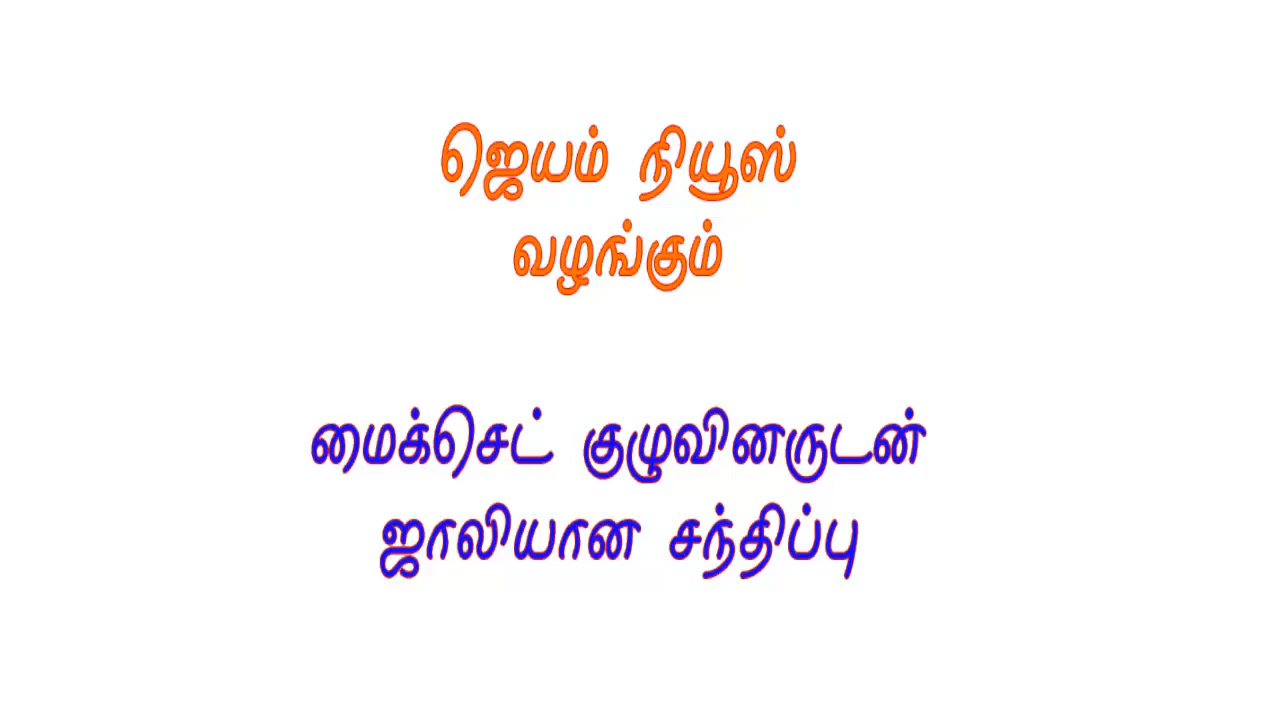 ஜெயம் நியூஸ்
வழங்கும்
மைக்செட் குழுவினருடன்
ஜாலியான சந்திப்பு